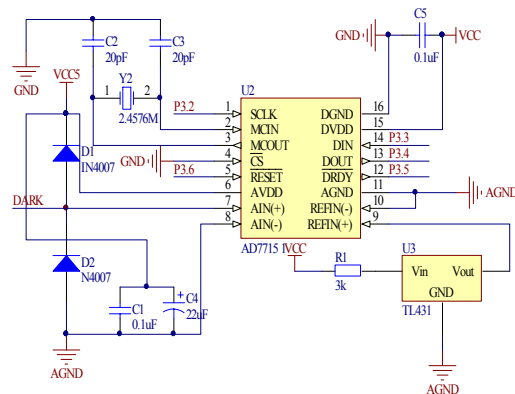 C5
GND
VCC
0.1uF
C2
20pF
C3
20pF
GND
VCC5
Y2
1
2
2.4576M
U2
P3.2
1
SCLK
DGND
16
2
MCIN
DVDD
15
3
MCOUT
DIN
14
P3.3
GND
4
CS
DOUT
13
P3.4
P3.6
5
RESET
DRDY
12
P3.5
6
AVDD
AGND
11
AGND
7
AIN(+)
REFIN(-)
10
8
AIN(-)
REFIN(+)
9
AD7715
D1
IN4007
DARK
D2
N4007
C1
0.1uF
C4
22uF
+
AGND
VCC
R1
3k
U3
Vin
Vout
GND
TL431
AGND